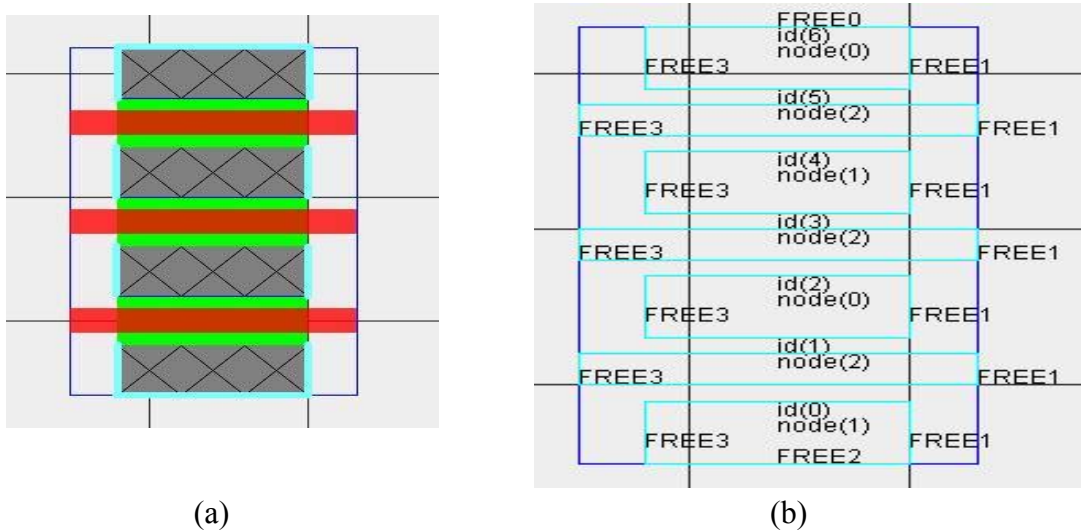 FREE0
id(6)
node(0)
FREE3 FREE1
id(5)
node(2)
FREE3 FREE1
id(4)
node(1)
FREE3 FREE1
id(3)
node(2)
FREE3 FREE1
id(2)
node(0)
FREE3 FREE1
id(1)
node(2)
FREE3 FREE1
id(0)
node(1)
FREE3 FREE1
FREE2
(a) (b)